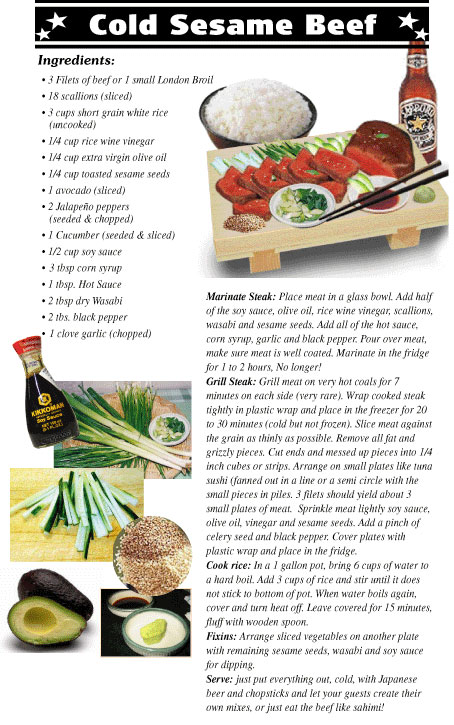 Cold Sesame Beef
Ingredients:
• 3 Filets of beef or 1 small London Broil
• 18 scallions (sliced)
• 3 cups short grain white rice
(uncooked)
• 1/4 cup rice wine vinegar
• 1/4 cup extra virgin olive oil
• 1/4 cup toasted sesame seeds
• 1 avocado (sliced)
• 2 Jalapeño peppers
(seeded & chopped)
• 1 Cucumber (seeded & sliced)
• 1/2 cup soy sauce
• 3 tbsp corn syrup
• 1 tbsp. Hot Sauce
• 2 tbsp dry Wasabi
• 2 tbs. black pepper
• 1 clove garlic (chopped)
KIKKOMAN
Soy Sauce
Marinate Steak: Place meat in a glass bowl. Add half
of the soy sauce, olive oil, rice wine vinegar, scallions,
wasabi and sesame seeds. Add all of the hot sauce,
corn syrup, garlic and black pepper. Pour over meat,
make sure meat is well coated. Marinate in the fridge
for 1 to 2 hours, No longer!
Grill Steak: Grill meat on very hot coals for 7
minutes on each side (very rare). Wrap cooked steak
tightly in plastic wrap and place in the freezer for 20
to 30 minutes (cold but not frozen). Slice meat against
the grain as thinly as possible. Remove all fat and
grizzly pieces. Cut ends and messed up pieces into 1/4
inch cubes or strips. Arrange on small plates like tuna
sushi (fanned out in a line or a semi circle with the
small pieces in piles. 3 filets should yield about 3
small plates of meat. Sprinkle meat lightly soy sauce,
olive oil, vinegar and sesame seeds. Add a pinch of
celery seed and black pepper. Cover plates with
plastic wrap and place in the fridge.
Cook rice: In a 1 gallon pot, bring 6 cups of water to
a hard boil. Add 3 cups of rice and stir until it does
not stick to bottom of pot. When water boils again,
cover and turn heat off. Leave covered for 15 minutes,
fluff with wooden spoon.
Fixins: Arrange sliced vegetables on another plate
with remaining sesame seeds, wasabi and soy sauce
for dipping.
Serve: just put everything out, cold, with Japanese
beer and chopsticks and let your guests create their
own mixes, or just eat the beef like sahimi!